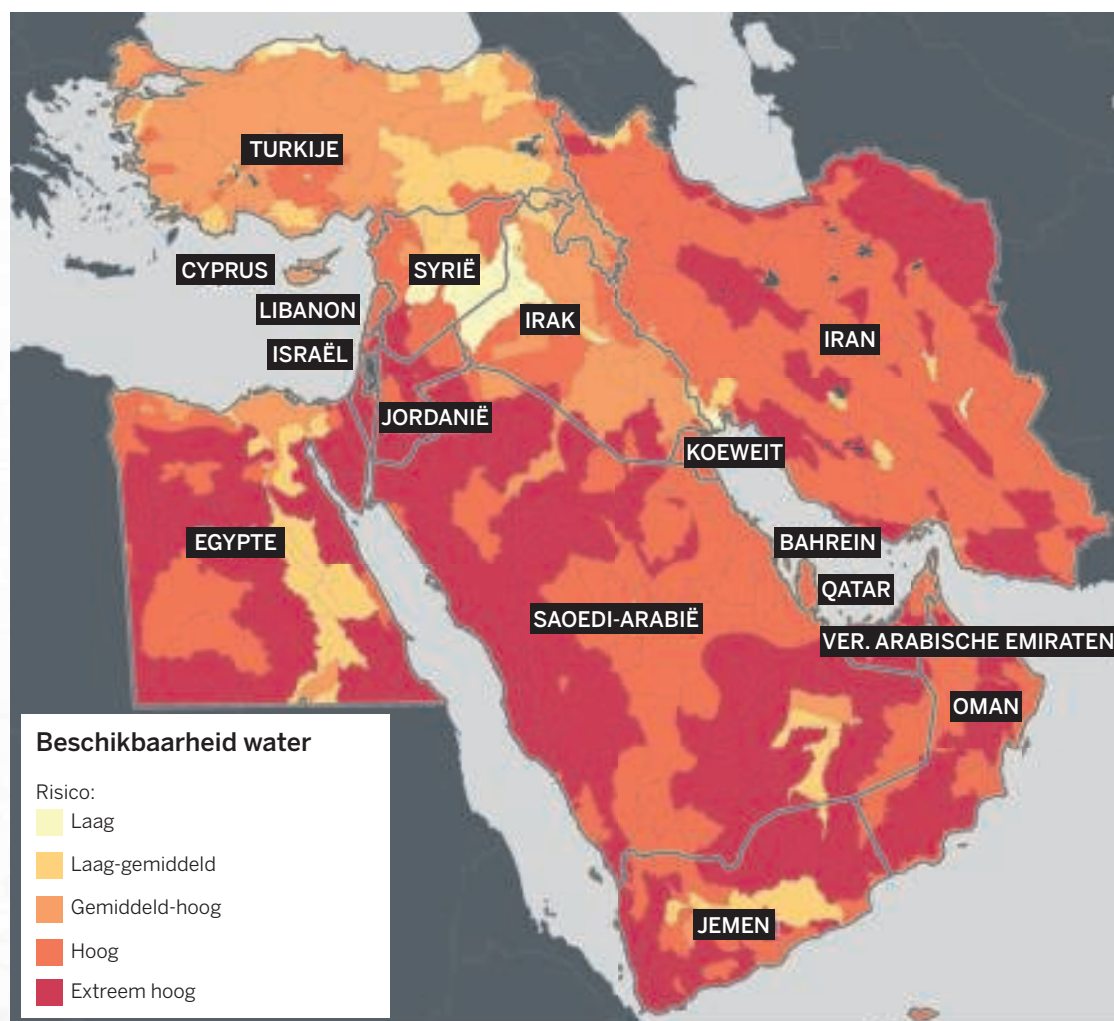 TURKIJE
CYPRUS
SYRIË
LIBANON
IRAK
IRAN
ISRAËL
JORDANIË
KOEWEIT
EGYPTE
BAHREIN
QATAR
SAOEDI-ARABIË
VER. ARABISCHE EMIRATEN
OMAN
JEMEN
Beschikbaarheid water
Risico:
Laag
Laag-gemiddeld
Gemiddeld-hoog
Hoog
Extreem hoog